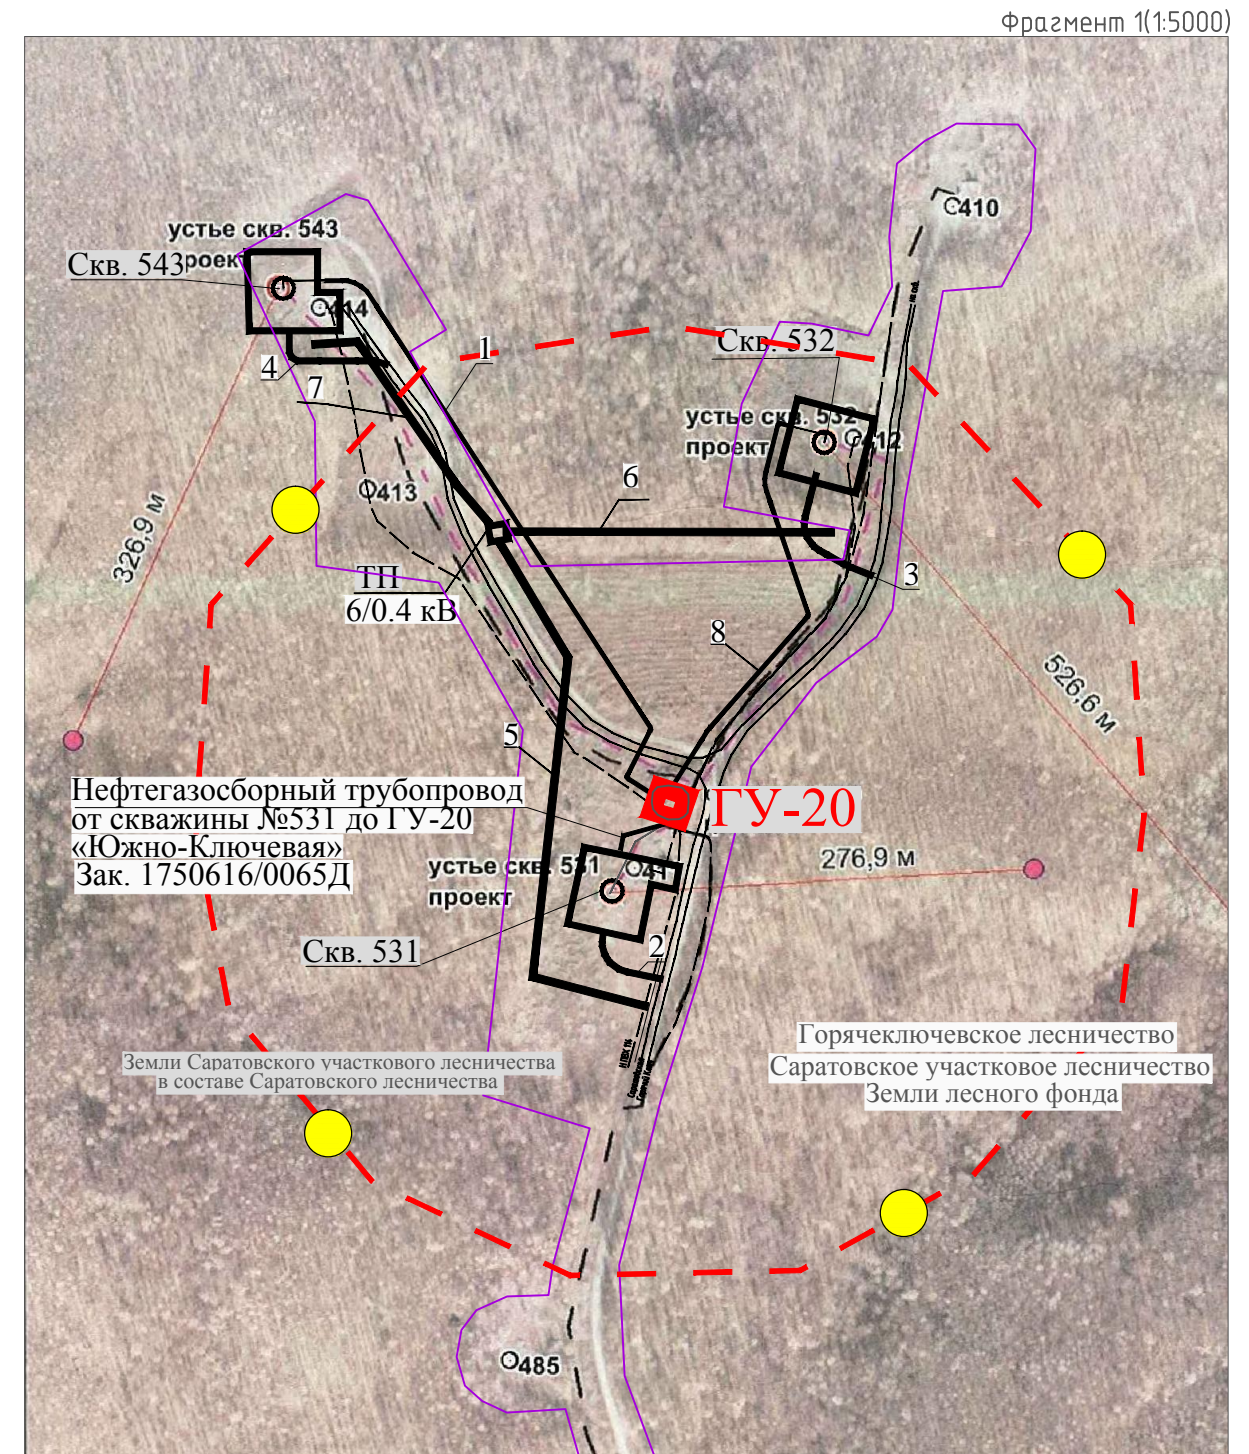 Фрагмент 1(1:5000)
410
устье скв. 543
проект
Скв. 543
414
1
Скв. 532
4
7
устье скв. 532
проект
412
6
413
326,9 м
ТП
6/0.4 кВ
3
8
526,6 м
5
Нефтегазосборный трубопровод
от скважины №531 до ГУ-20
«Южно-Ключевая»
Зак. 1750616/0065Д
ГУ-20
276,9 м
устье скв. 531
проект
41
Скв. 531
2
Горячеключевское лесничество
Саратовское участковое лесничество
Земли лесного фонда
Земли Саратовского участкового лесничества
в составе Саратовского лесничества
485